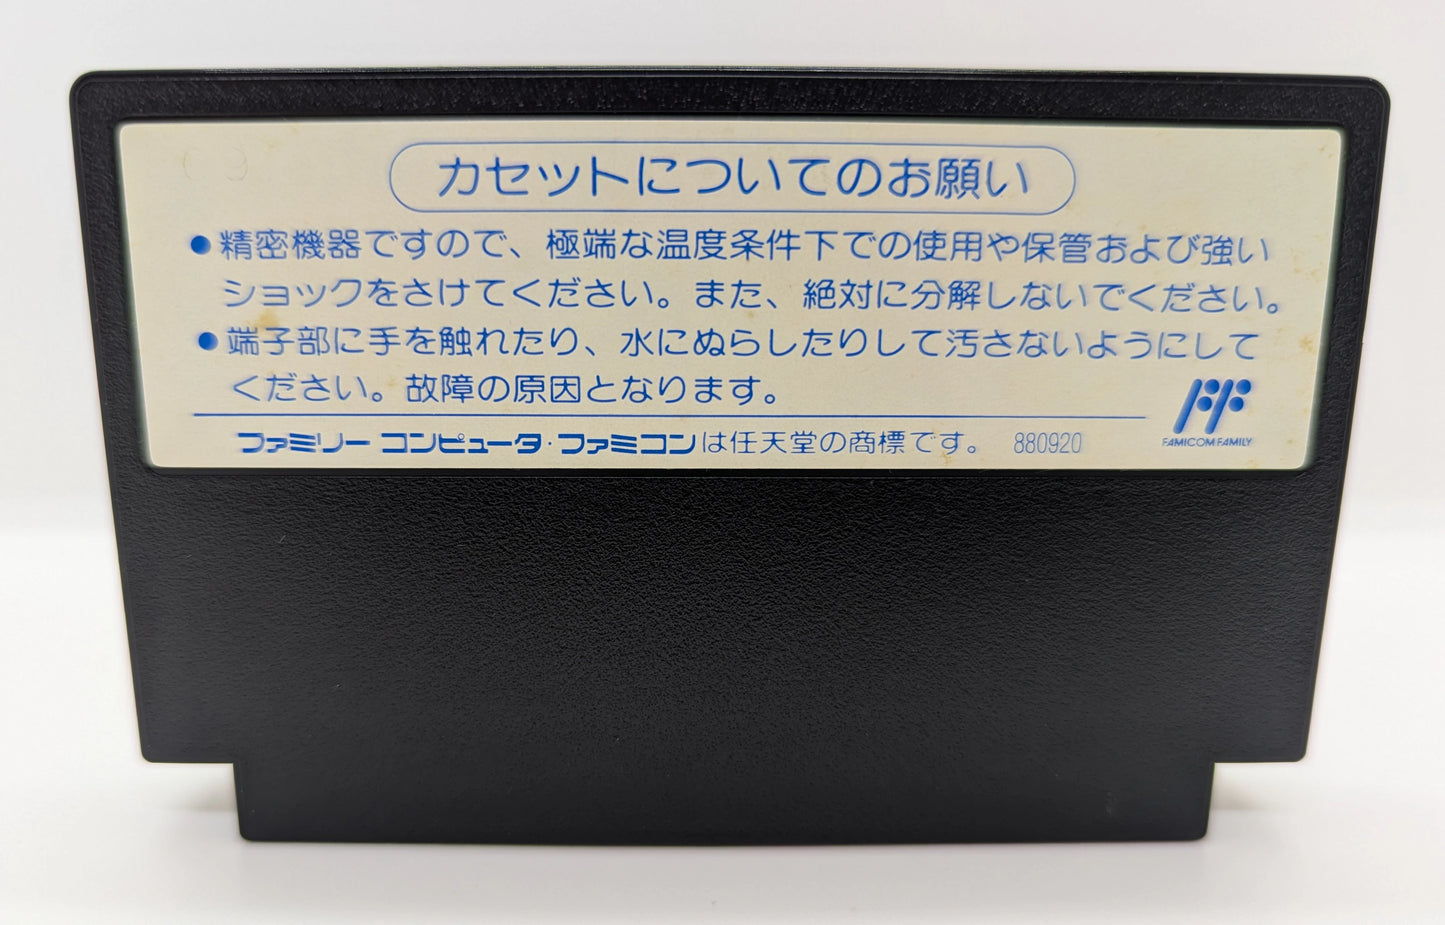 カセットについてのお願い
●精密機器ですので、極端な温度条件下での使用や保管および強い
ショックをさけてください。また、絶対に分解しないでください。
●端子部に手を触れたり、水にぬらしたりして汚さないようにして
ください。故障の原因となります。
ファミリー コンピュータ・ファミコンは任天堂の商標です。 880920
FF
FAMICOM FAMILY